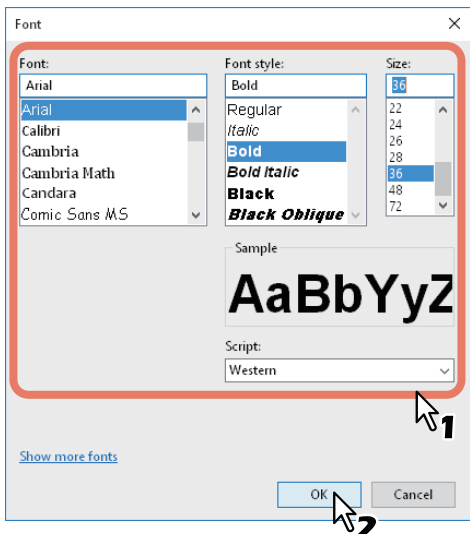 Font
Font: Font style: Size:
Arial Bold 36
Arial Regular 22
Calibri Italic 24
Cambria Bold 26
Cambria Math Bold Italic 28
Candara Black 36
Comic Sans MS Black Oblique 48
72
Sample
AaBbYyZ
Script:
Western
1
Show more fonts
OK Cancel
2